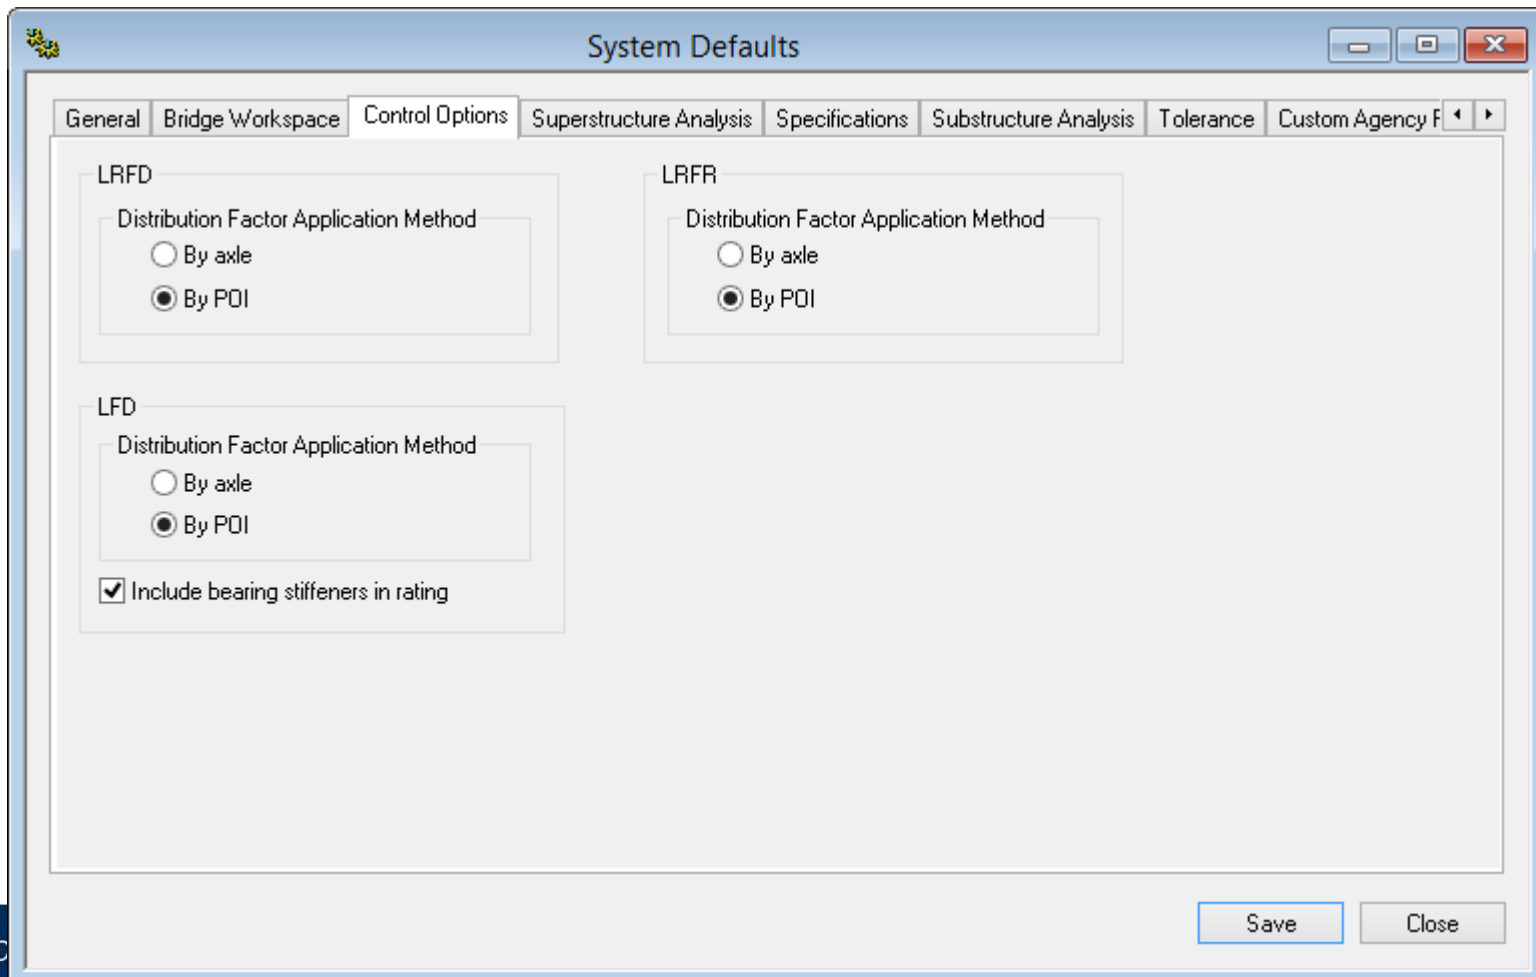 System Defaults
General Bridge Workspace Control Options Superstructure Analysis Specifications Substructure Analysis Tolerance Custom Agency F
LRFD
Distribution Factor Application Method
By axle
By POI
LRFR
Distribution Factor Application Method
By axle
By POI
LFD
Distribution Factor Application Method
By axle
By POI
Include bearing stiffeners in rating
Save Close